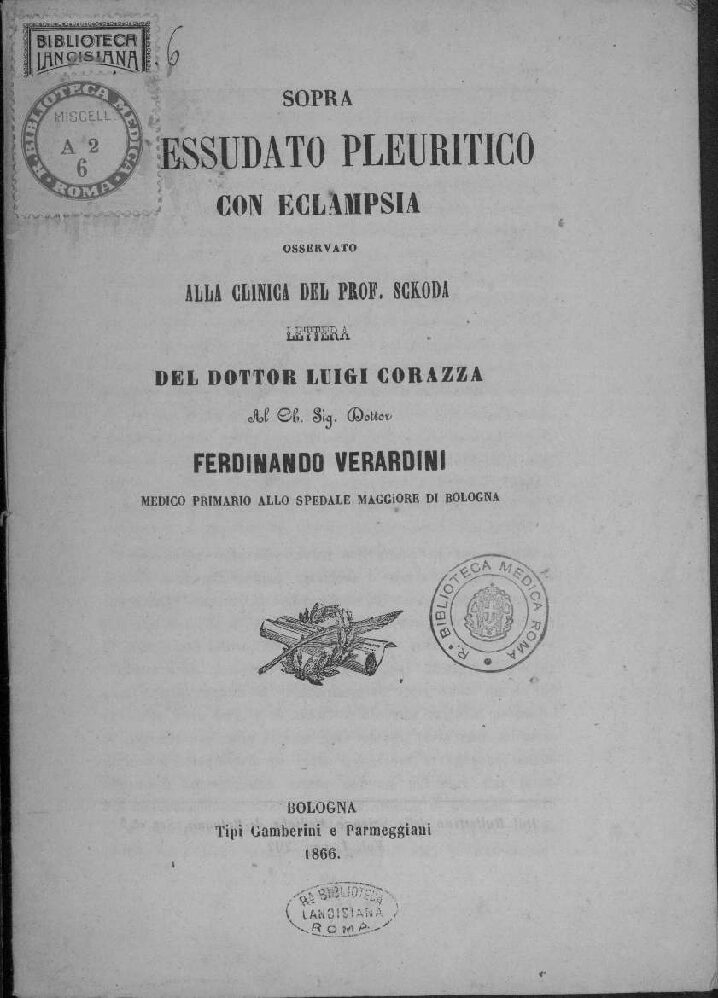 BIBLIOTECA
LANCISIANA
6
R. BIBLIOTECA MEDICA
MISCELL.
A 2
6
ROMA
SOPRA
ESSUDATO PLEURITICO
CON ECLAMPSIA
OSSERVATO
ALLA CLINICA DEL PROF. SCKODA
LETTERA
DEL DOTTOR LUIGI CORAZZA
Al Ch. Sig. Dottor
FERDINANDO VERARDINI
MEDICO PRIMARIO ALLO SPEDALE MAGGIORE DI BOLOGNA
R. BIBLIOTECA MEDICA ROMA
BOLOGNA
Tipi Gamberini e Parmeggiani
1866.
RA BIBLIOTECA
LANCISIANA
ROMA